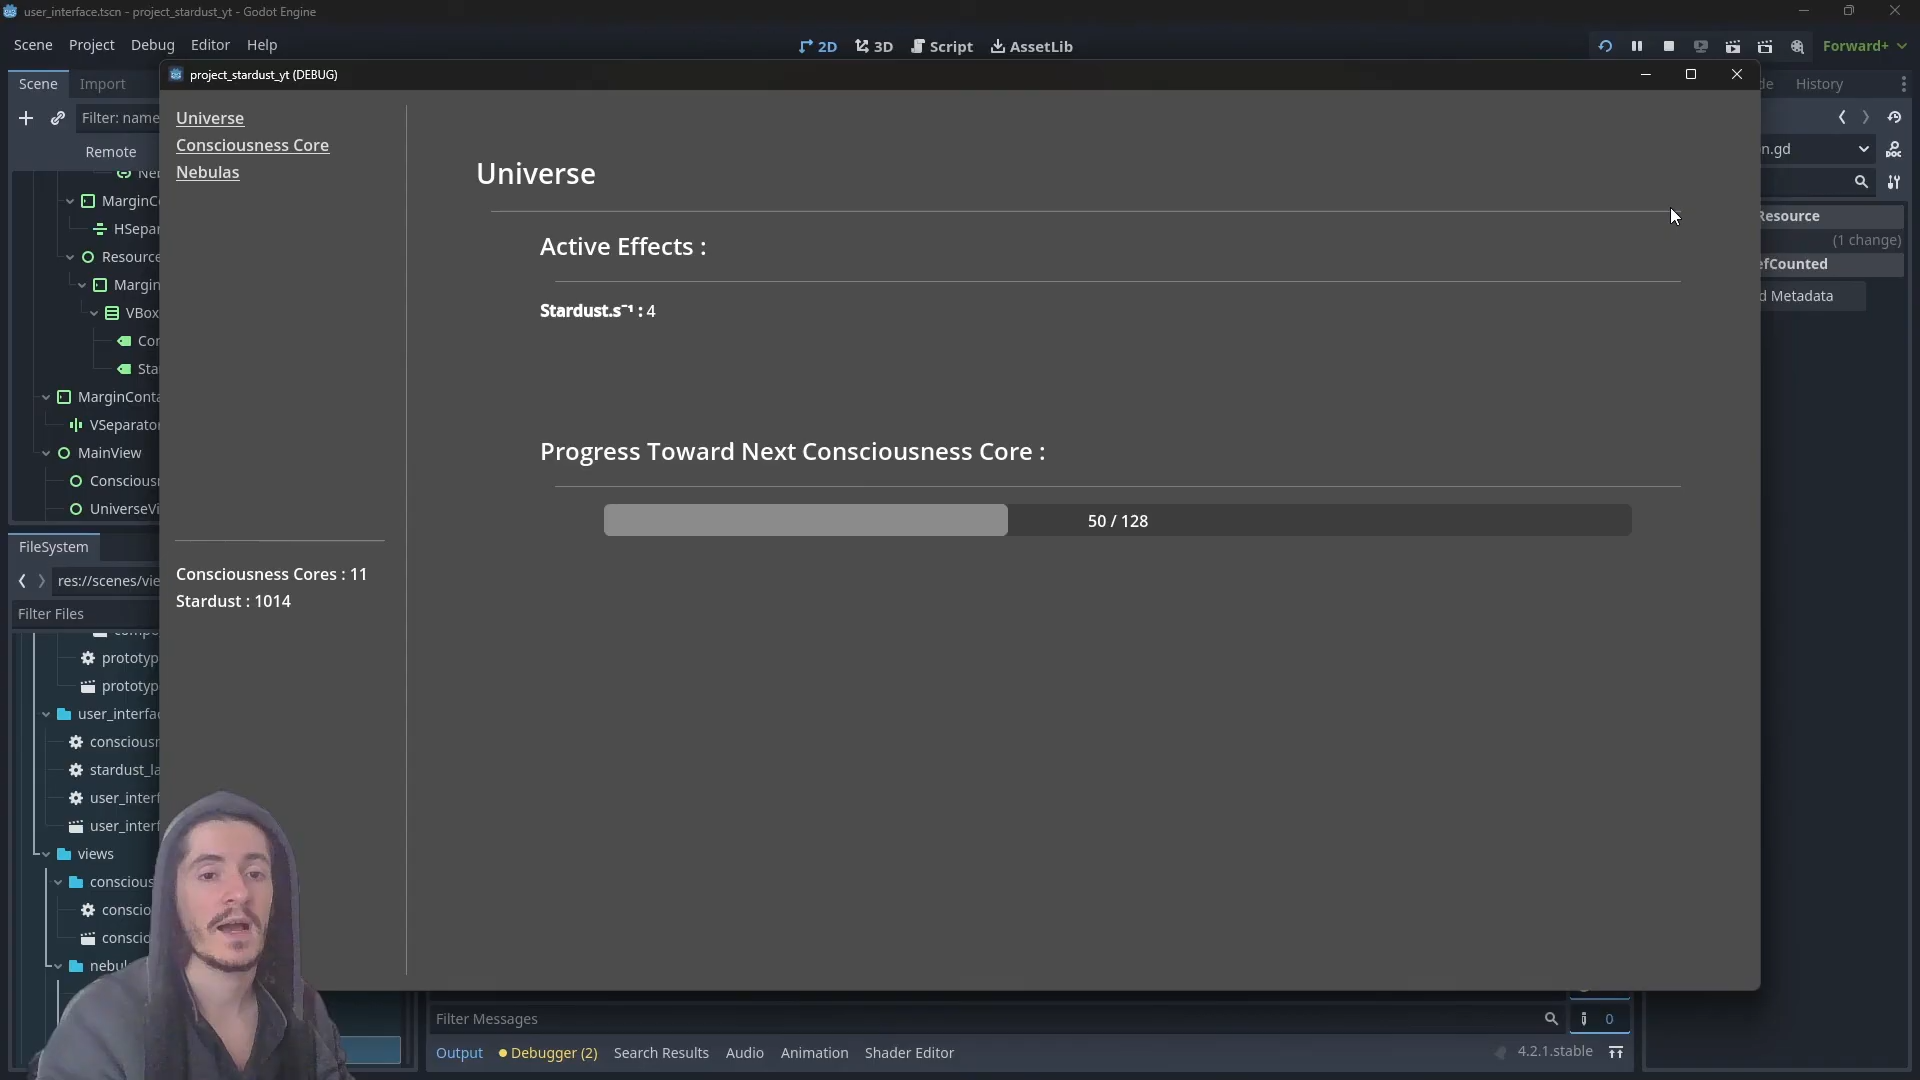 user_interface.tscn - project_stardust_yt - Godot Engine
Scene Project Debug Editor Help
2D 3D Script AssetLib
Forward+
project_stardust_yt (DEBUG)
Scene Import
History
Filter: name
Remote
n.gd
MarginC
HSepar
Resource
Margin
VBox
Cor
Sta
MarginConta
VSeparator
MainView
Consciousn
UniverseVi
FileSystem
res://scenes/vie
Filter Files
prototyp
prototyp
user_interfac
consciousn
stardust_la
user_interf
user_interf
views
conscious
conscio
conscio
nebul
Universe
Consciousness Core
Nebulas
Consciousness Cores : 11
Stardust : 1014
Universe
Active Effects :
Stardust.s⁻¹ : 4
Progress Toward Next Consciousness Core :
50 / 128
Resource
(1 change)
efCounted
d Metadata
Filter Messages
0
Output Debugger (2) Search Results Audio Animation Shader Editor
4.2.1.stable